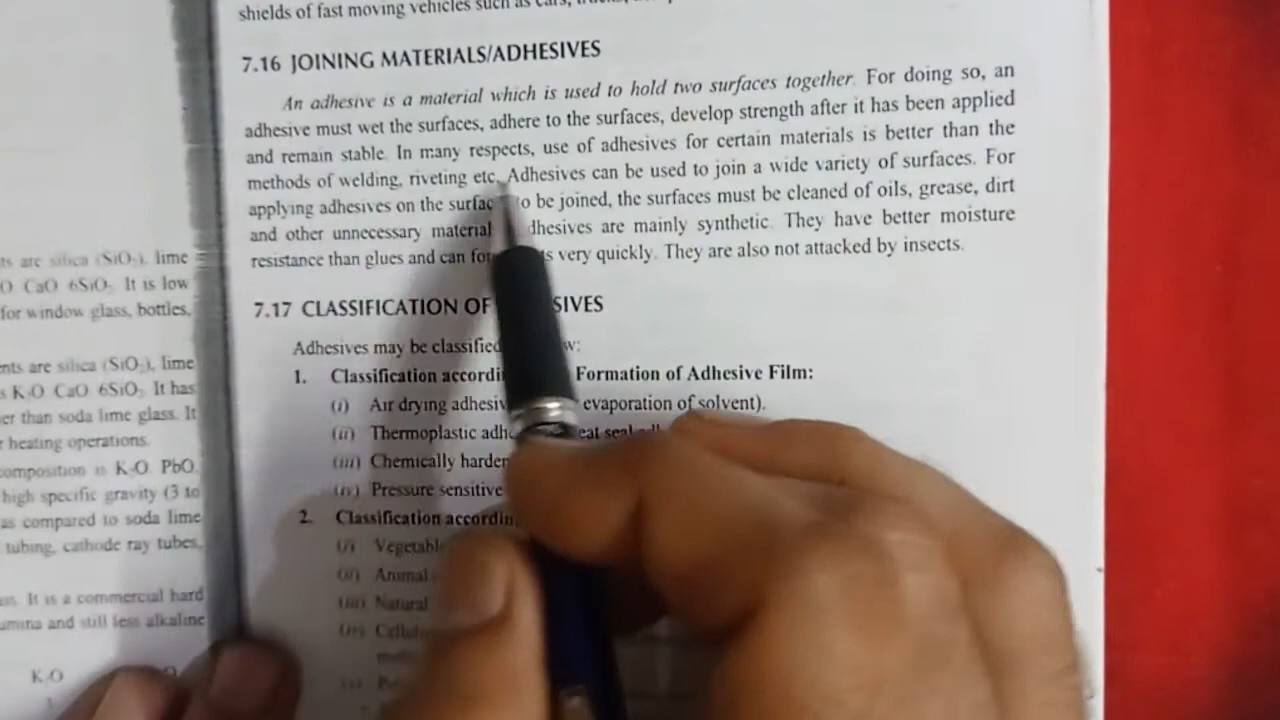 ts are silica (SiO2), lime
O CaO 6SiO2. It is low
for window glass, bottles,
ents are silica (SiO2), lime
s K2O CaO 6SiO2. It has
er than soda lime glass. It
r heating operations.
composition is K2O PbO.
high specific gravity (3 to
as compared to soda lime
tubing, cathode ray tubes,
ass. It is a commercial hard
umina and still less alkaline
K2O
shields of fast moving vehicles such as cars,
7.16 JOINING MATERIALS/ADHESIVES
An adhesive is a material which is used to hold two surfaces together. For doing so, an
adhesive must wet the surfaces, adhere to the surfaces, develop strength after it has been applied
and remain stable. In many respects, use of adhesives for certain materials is better than the
methods of welding, riveting etc. Adhesives can be used to join a wide variety of surfaces. For
applying adhesives on the surfac to be joined, the surfaces must be cleaned of oils, grease, dirt
and other unnecessary material dhesives are mainly synthetic. They have better moisture
resistance than glues and can for s very quickly. They are also not attacked by insects.
7.17 CLASSIFICATION OF SIVES
Adhesives may be classified w:
1. Classification accordi Formation of Adhesive Film:
(i) Air drying adhesiv evaporation of solvent).
(ii) Thermoplastic adh eat seal
(iii) Chemically harden
(iv) Pressure sensitive
2. Classification accordin
(i) Vegetabl
(ii) Animal
(iii) Natural
(iv) Cellul